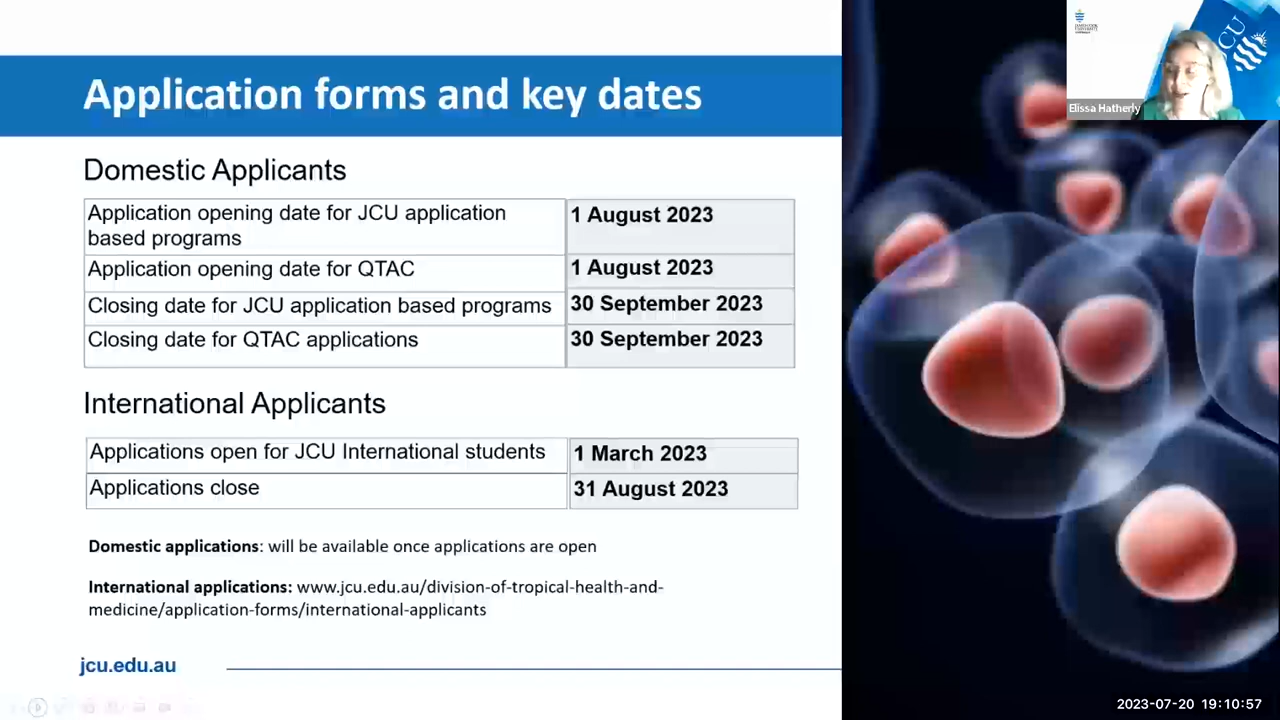 Application forms and key dates
Elissa Hatherly
Domestic Applicants
Application opening date for JCU application
based programs
1 August 2023
Application opening date for QTAC
1 August 2023
Closing date for JCU application based programs
30 September 2023
Closing date for QTAC applications
30 September 2023
International Applicants
Applications open for JCU International students
1 March 2023
Applications close
31 August 2023
Domestic applications: will be available once applications are open
International applications: www.jcu.edu.au/division-of-tropical-health-and-
medicine/application-forms/international-applicants
jcu.edu.au
2023-07-20 19:10:57